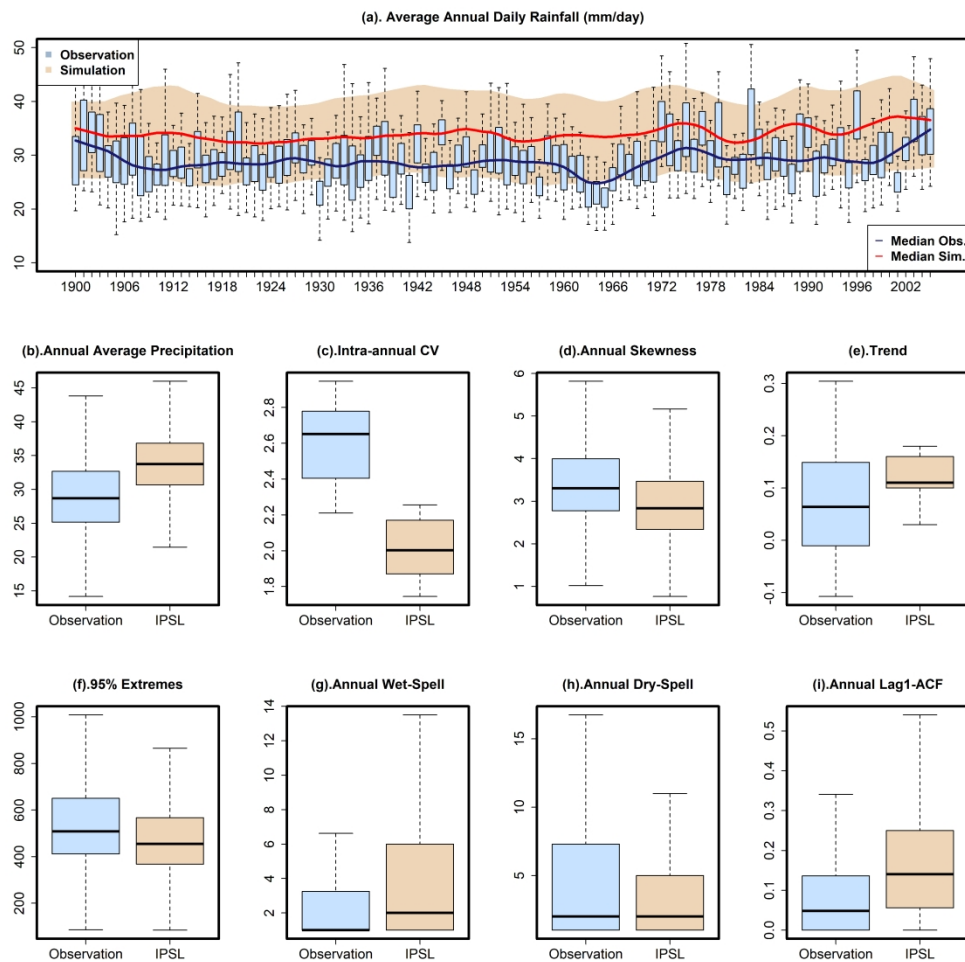 (a). Average Annual Daily Rainfall (mm/day)
Observation
Simulation
50
40
30
20
10
Median Obs.
Median Sim.
1900 1906 1912 1918 1924 1930 1936 1942 1948 1954 1960 1966 1972 1978 1984 1990 1996 2002
(b).Annual Average Precipitation
45
40
35
30
25
20
15
Observation IPSL
(c).Intra-annual CV
2.8
2.6
2.4
2.2
2.0
1.8
Observation IPSL
(d).Annual Skewness
6
5
4
3
2
1
Observation IPSL
(e).Trend
0.3
0.2
0.1
0.0
-0.1
Observation IPSL
(f).95% Extremes
1000
800
600
400
200
Observation IPSL
(g).Annual Wet-Spell
14
12
10
8
6
4
2
Observation IPSL
(h).Annual Dry-Spell
15
10
5
Observation IPSL
(i).Annual Lag1-ACF
0.5
0.4
0.3
0.2
0.1
0.0
Observation IPSL